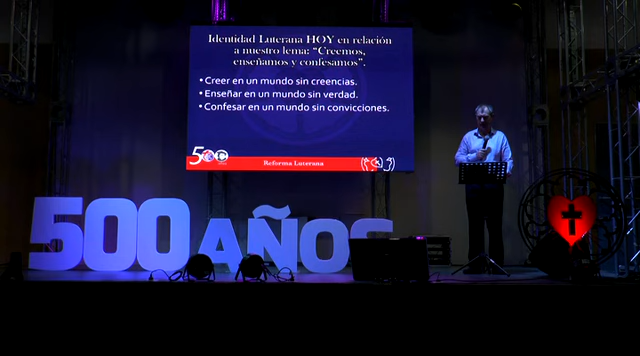 Identidad Luterana HOY en relación
a nuestro lema: “Creemos,
enseñamos y confesamos”.
• Creer en un mundo sin creencias.
• Enseñar en un mundo sin verdad.
• Confesar en un mundo sin convicciones.
Reforma Luterana
500 AÑOS